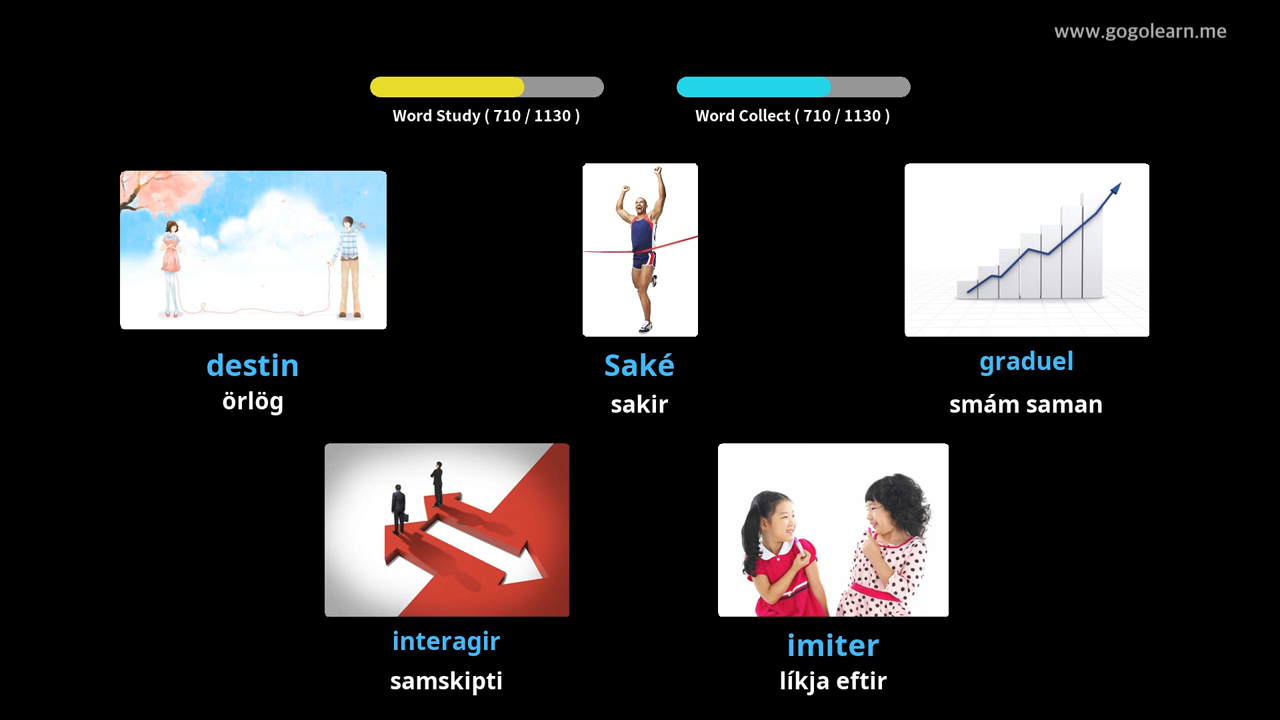 www.gogolearn.me
Word Study ( 710 / 1130 )
Word Collect ( 710 / 1130 )
destin
örlög
Saké
sakir
graduel
smám saman
interagir
samskipti
imiter
líkja eftir